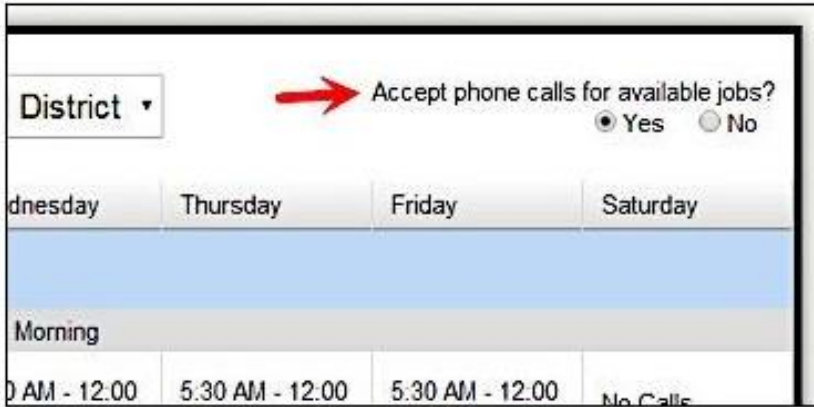 Accept phone calls for available jobs?
District
Yes No
Thursday Friday Saturday
Morning
AM - 12:00 5:30 AM - 12:00 5:30 AM - 12:00 No Calls